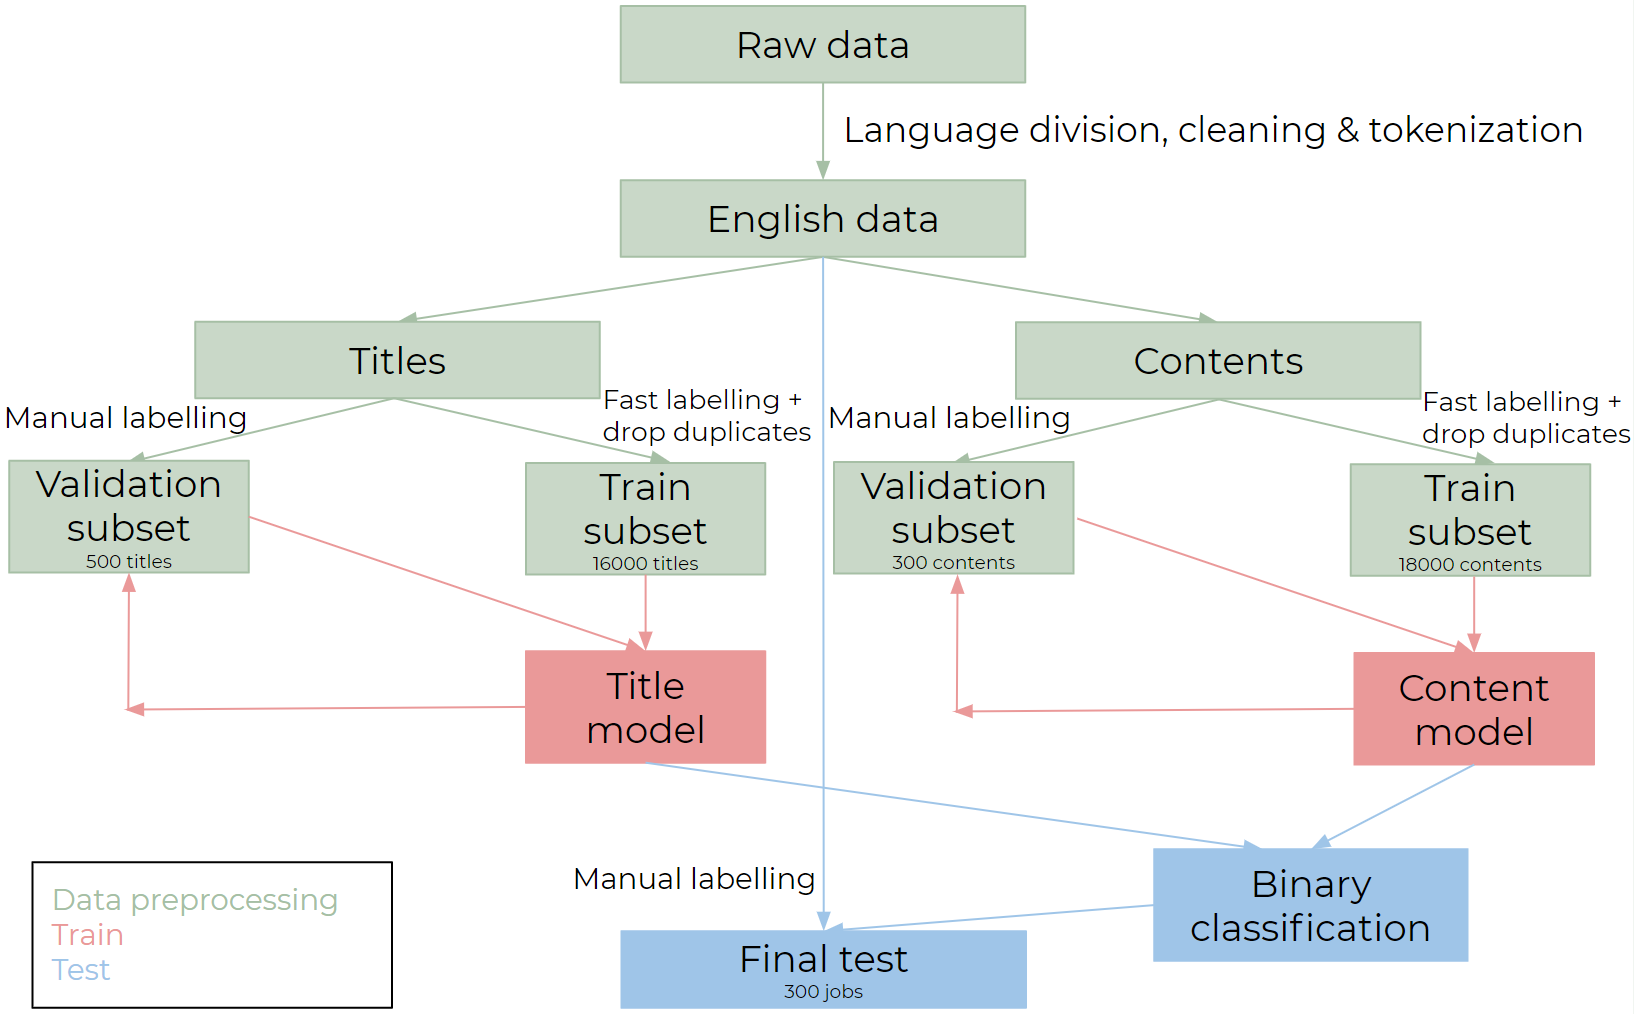 Raw data
Language division, cleaning & tokenization
English data
Titles
Contents
Manual labelling
Fast labelling +
drop duplicates
Manual labelling
Fast labelling +
drop duplicates
Validation
subset
500 titles
Train
subset
16000 titles
Validation
subset
300 contents
Train
subset
18000 contents
Title
model
Content
model
Manual labelling
Binary
classification
Data preprocessing
Train
Test
Final test
300 jobs